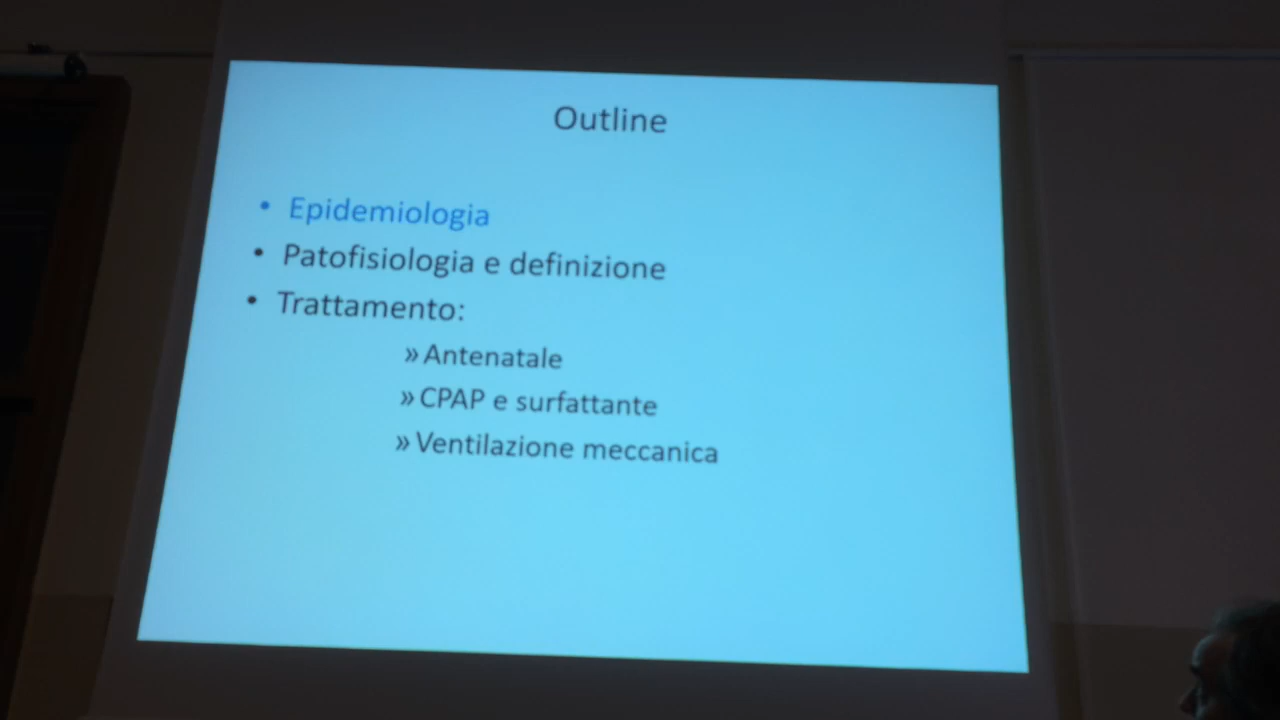 Outline
• Epidemiologia
• Patofisiologia e definizione
• Trattamento:
» Antenatale
» CPAP e surfattante
» Ventilazione meccanica